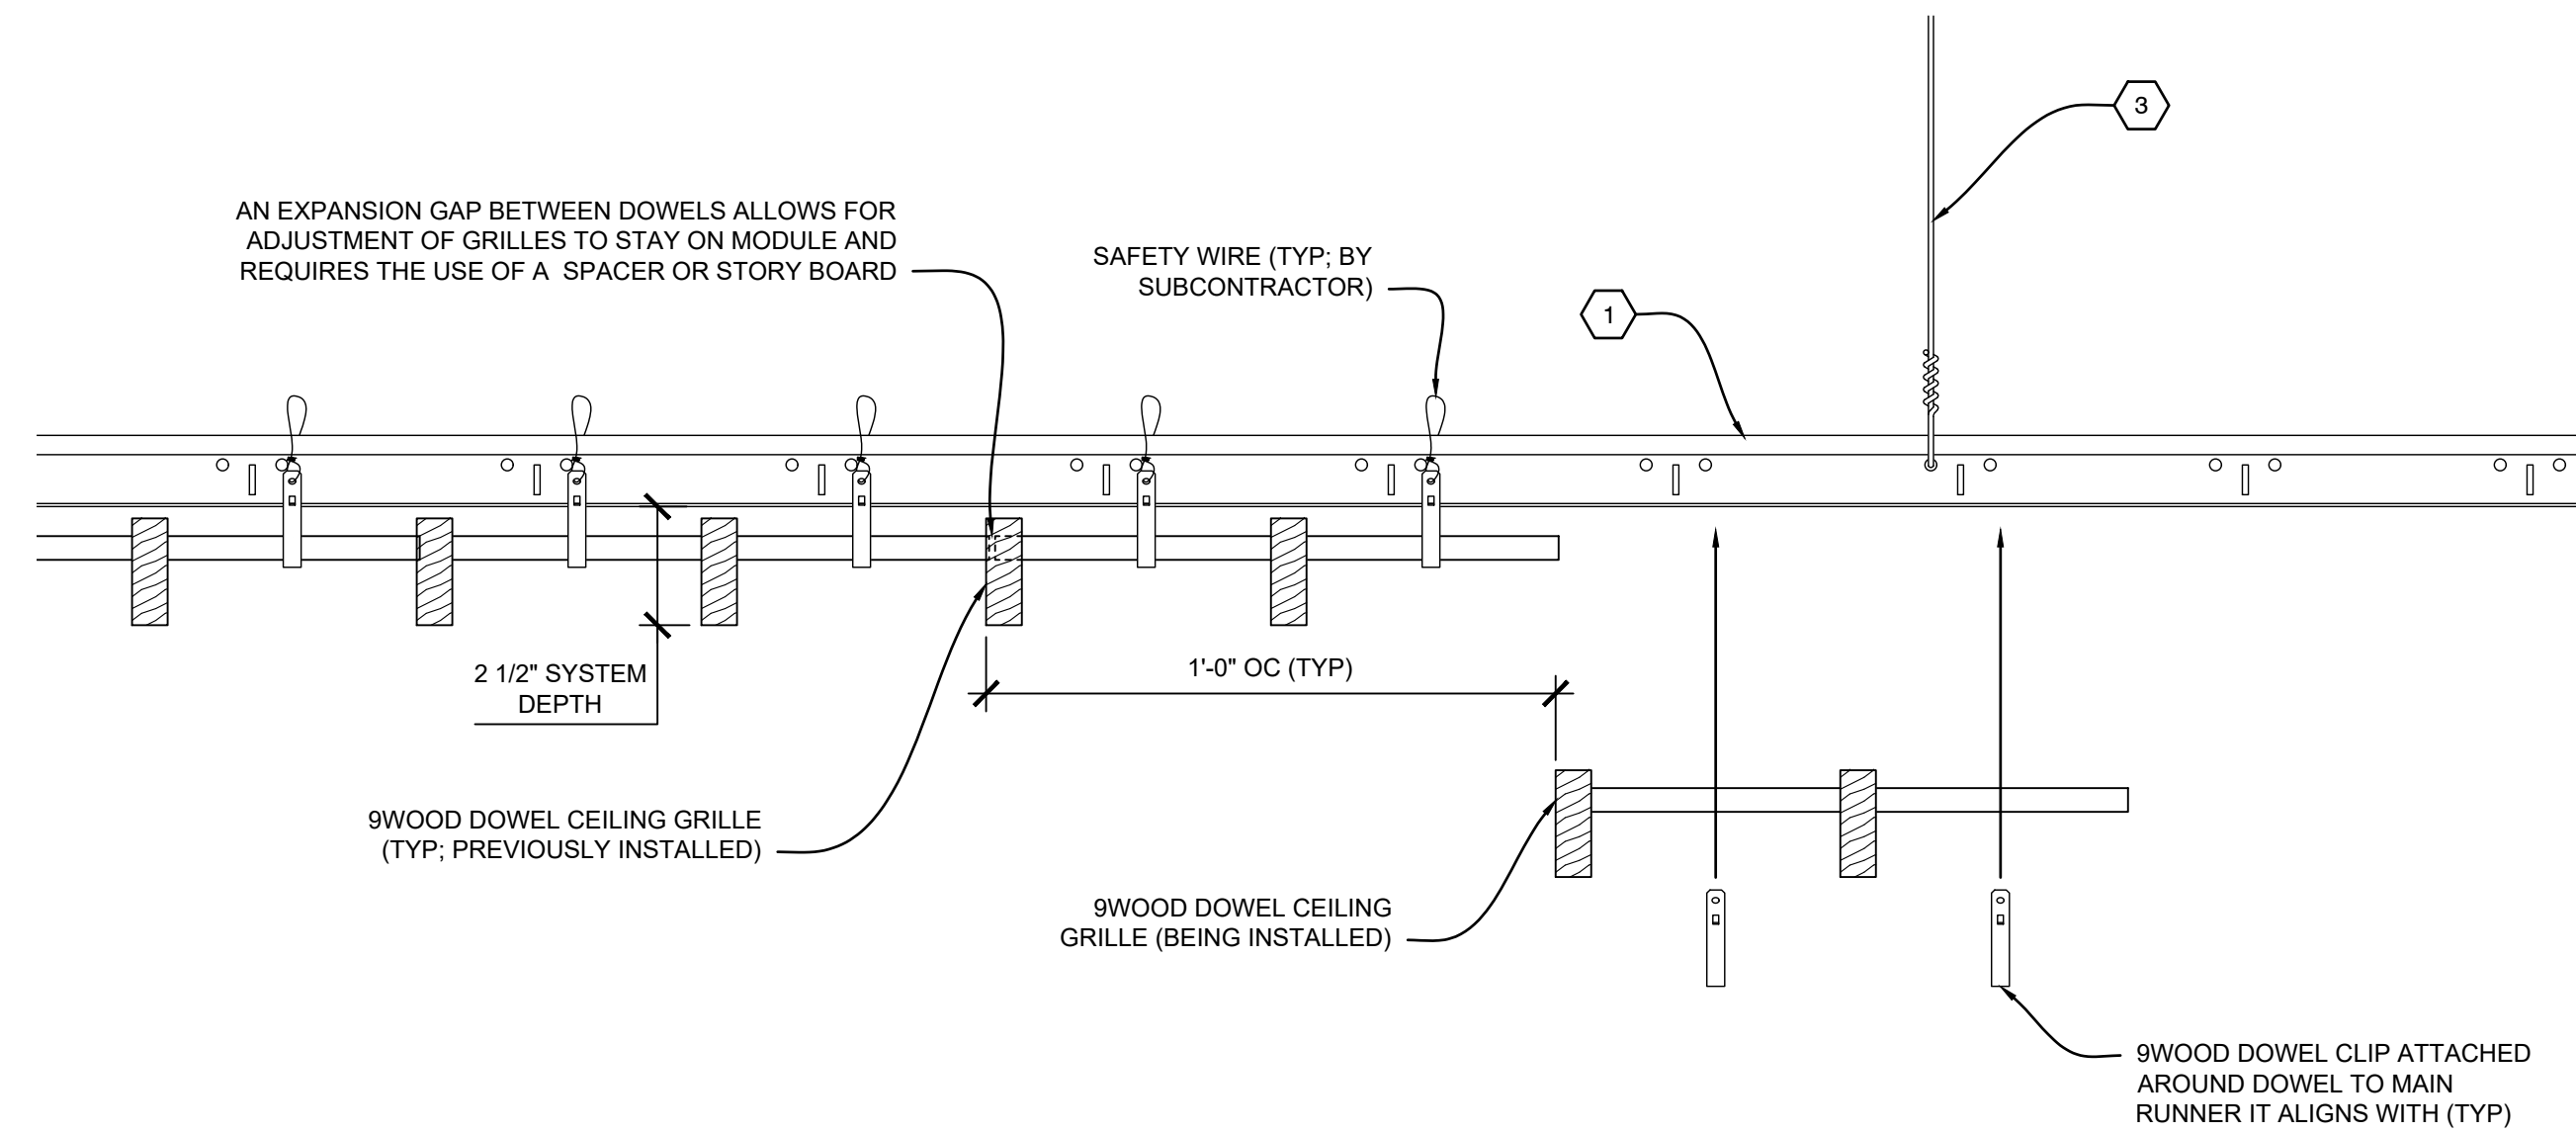 3
AN EXPANSION GAP BETWEEN DOWELS ALLOWS FOR
ADJUSTMENT OF GRILLES TO STAY ON MODULE AND
REQUIRES THE USE OF A  SPACER OR STORY BOARD
SAFETY WIRE (TYP; BY
SUBCONTRACTOR)
1
2 1/2" SYSTEM
DEPTH
1'-0" OC (TYP)
9WOOD DOWEL CEILING GRILLE
(TYP; PREVIOUSLY INSTALLED)
9WOOD DOWEL CEILING
GRILLE (BEING INSTALLED)
9WOOD DOWEL CLIP ATTACHED
AROUND DOWEL TO MAIN
RUNNER IT ALIGNS WITH (TYP)